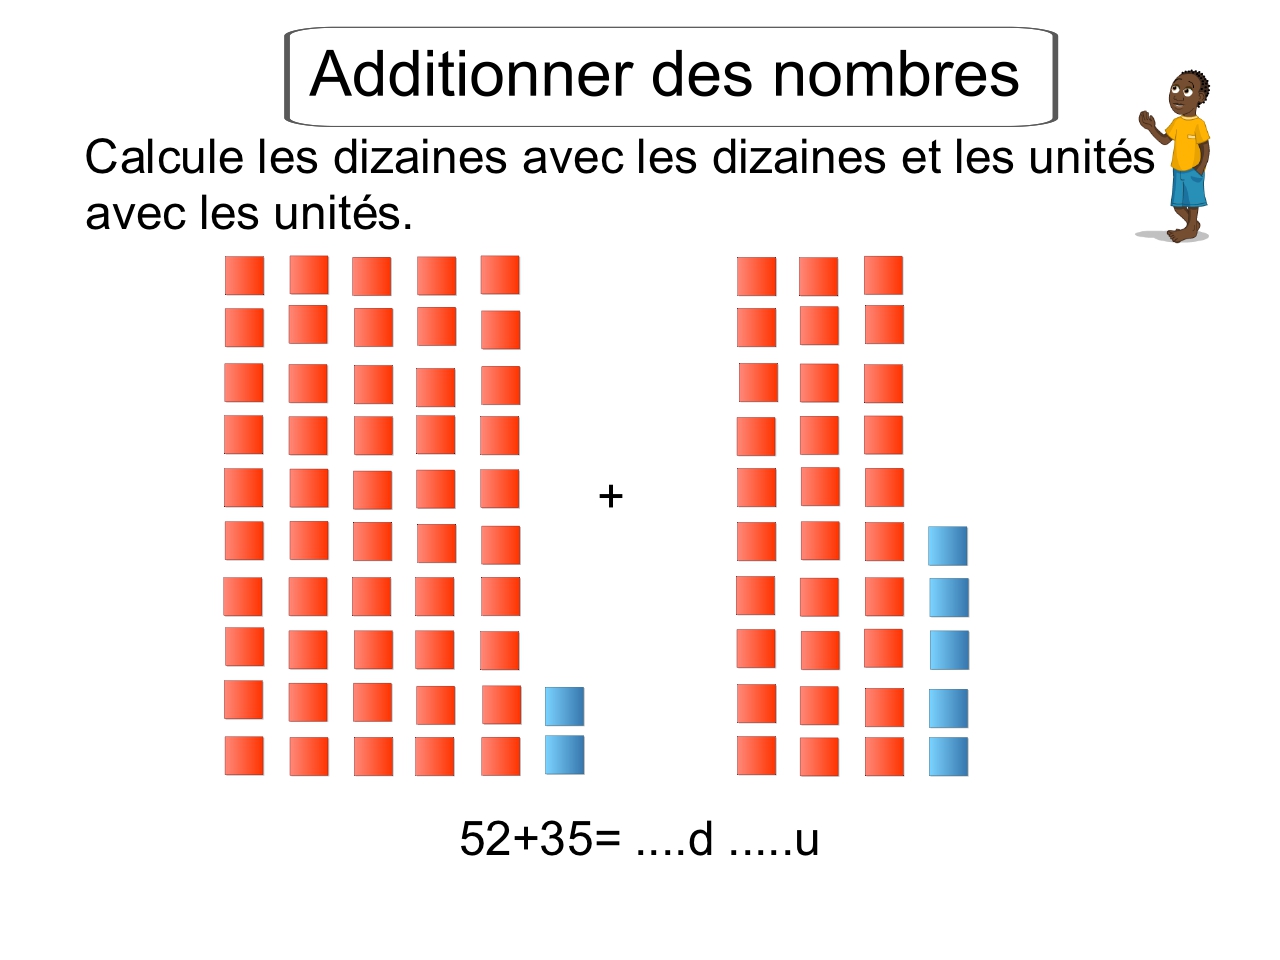 Additionner des nombres
Calcule les dizaines avec les dizaines et les unités
avec les unités.
+
52+35= ....d .....u